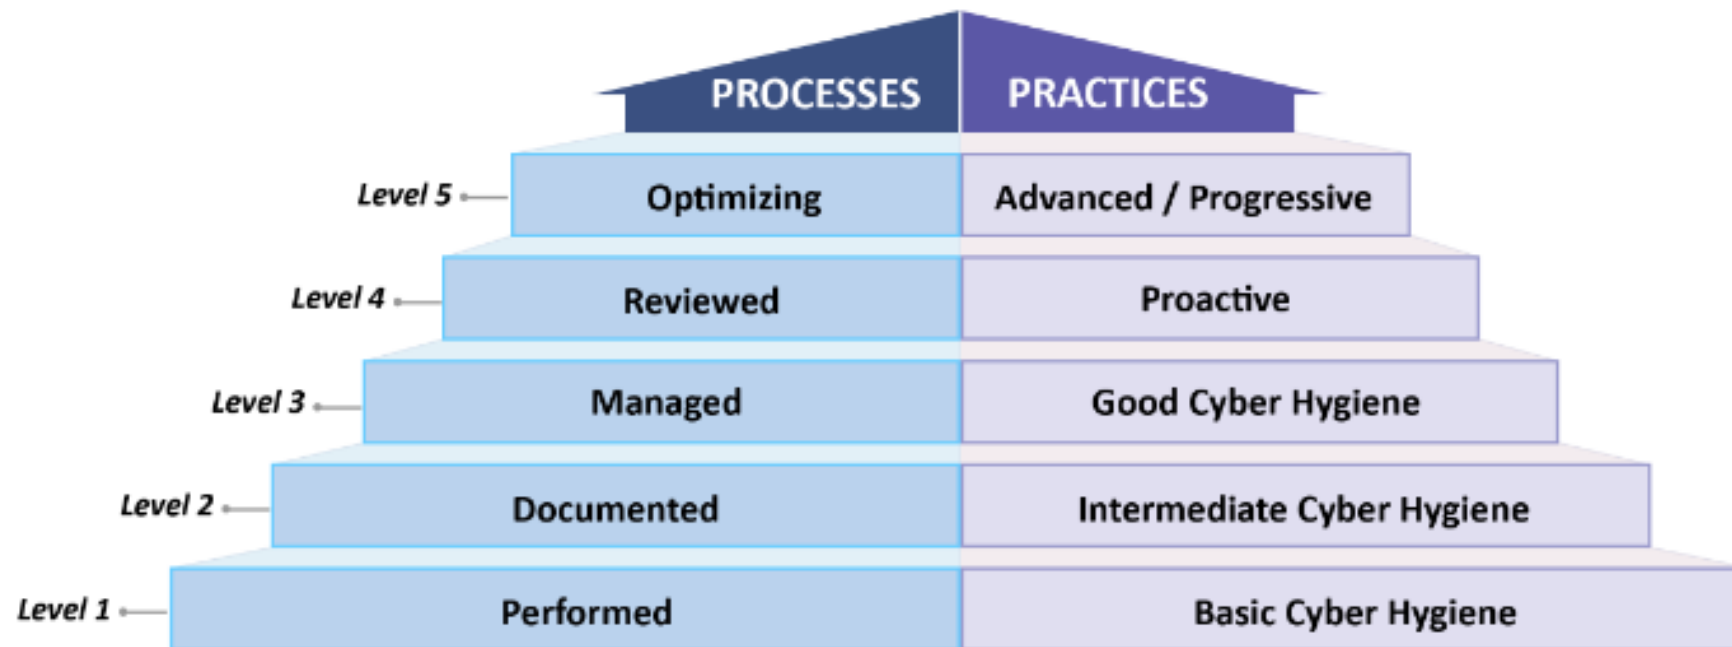 PROCESSES PRACTICES
Level 5 Optimizing Advanced / Progressive
Level 4 Reviewed Proactive
Level 3 Managed Good Cyber Hygiene
Level 2 Documented Intermediate Cyber Hygiene
Level 1 Performed Basic Cyber Hygiene